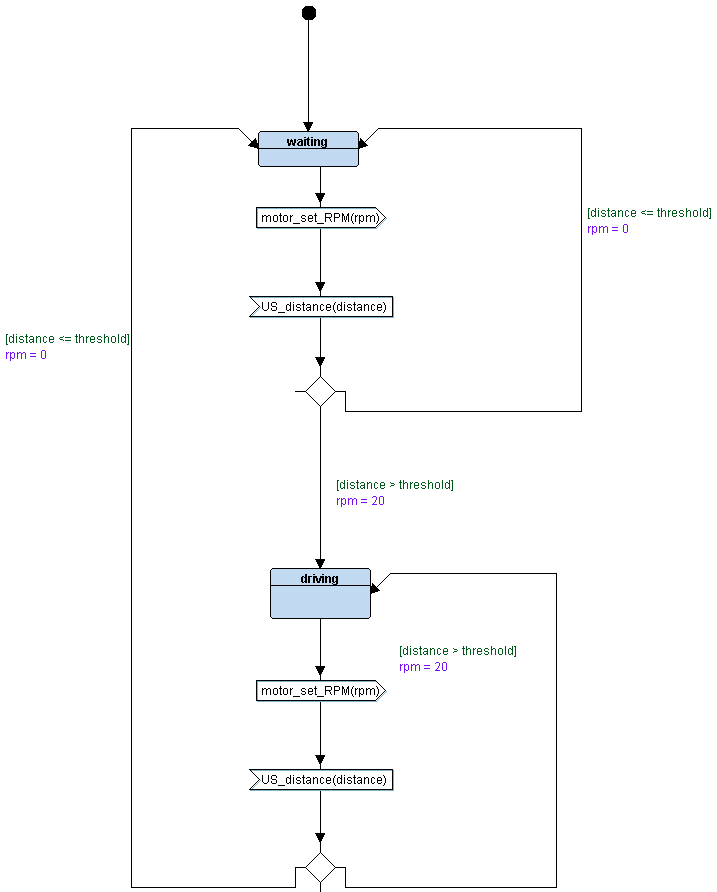 waiting
motor_set_RPM(rpm)
[distance <= threshold]
rpm = 0
US_distance(distance)
[distance <= threshold]
rpm = 0
[distance > threshold]
rpm = 20
driving
[distance > threshold]
rpm = 20
motor_set_RPM(rpm)
US_distance(distance)